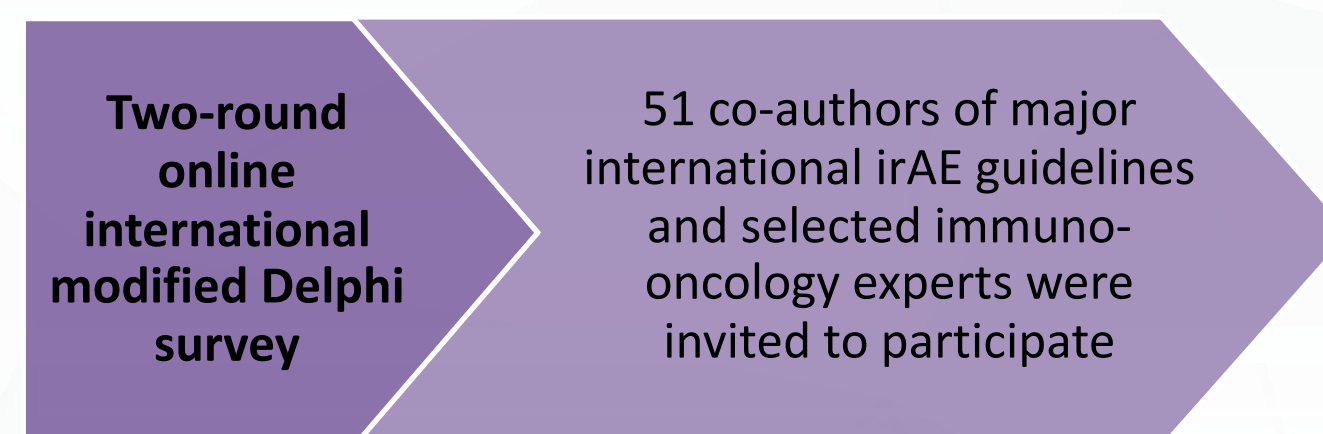 Two-round
online
international
modified Delphi
survey
51 co-authors of major
international irAE guidelines
and selected immuno-
oncology experts were
invited to participate